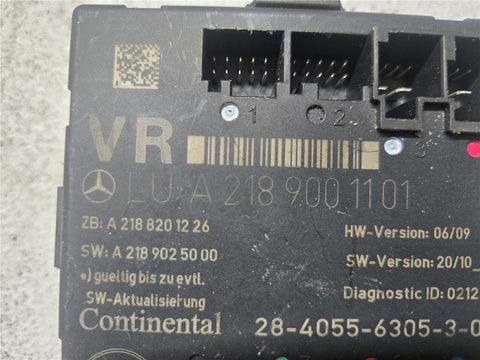 1 2 3
VR
LU: A 218 900 11 01
ZB: A 218 820 12 26
HW-Version: 06/09
SW: A 218 902 50 00
SW-Version: 20/10_
*) gueltig bis zu evtl.
Diagnostic ID: 0212
SW-Aktualisierung
Continental 28-4055-6305-3-0